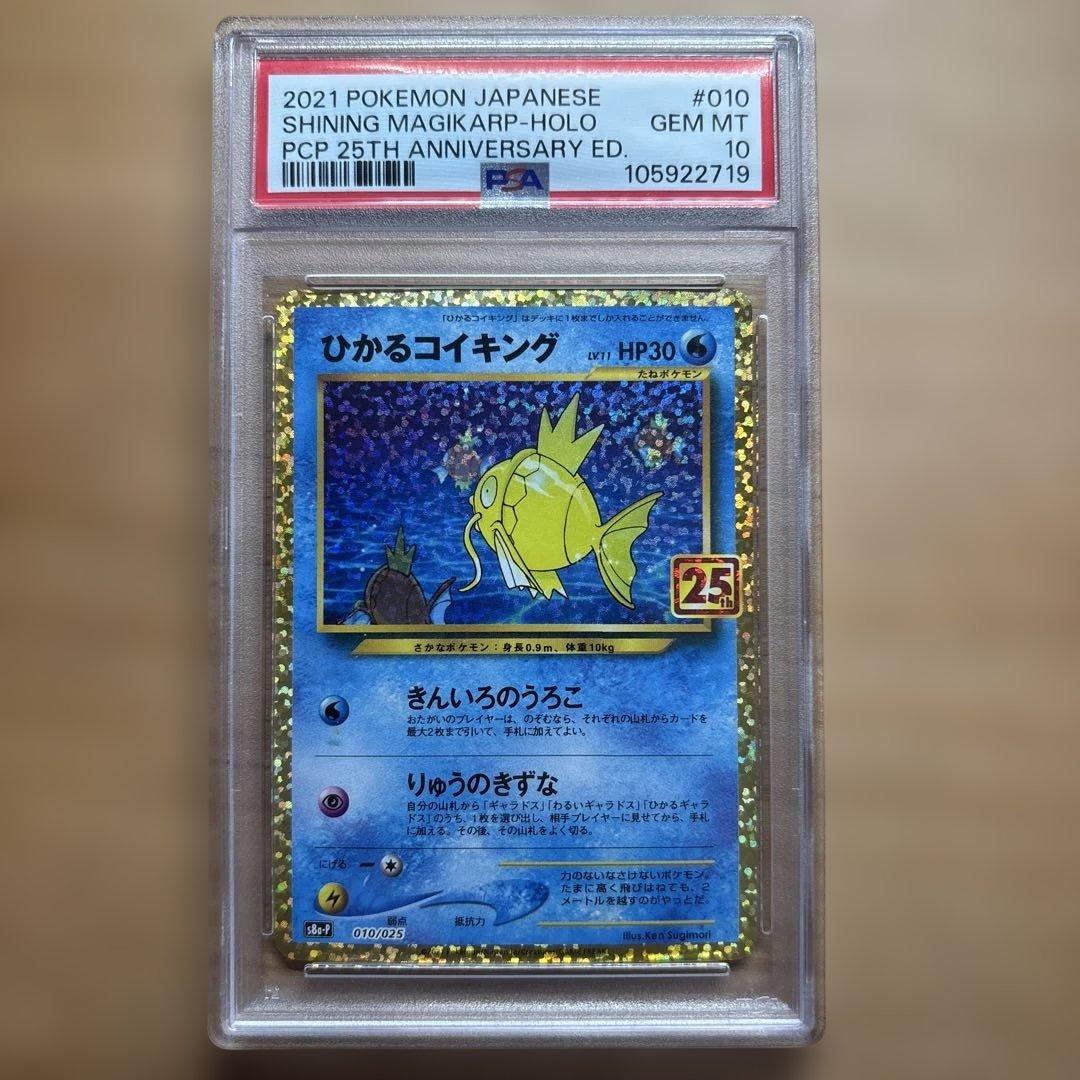 2021 POKEMON JAPANESE #010
SHINING MAGIKARP-HOLO GEM MT
PCP 25TH ANNIVERSARY ED. 10
PSA 105922719
「ひかるコイキング」はデッキに1枚までしか入れることができません。
ひかるコイキング LV.11 HP30
たねポケモン
25th
さかなポケモン：身長0.9m、体重10kg
きんいろのうろこ
おたがいのプレイヤーは、のぞむなら、それぞれの山札からカードを
最大2枚まで引いて、手札に加えてよい。
りゅうのきずな
自分の山札から「ギャラドス」「わるいギャラドス」「ひかるギャラ
ドス」のうち、1枚を選び出し、相手プレイヤーに見せてから、手札
に加える。その後、その山札をよく切る。
にげる
力のないなさけないポケモン。
たまに高く飛びはねても、2
メートルを越すのがやっとだ。
弱点 抵抗力
s8a-P 010/025 Illus.Ken Sugimori